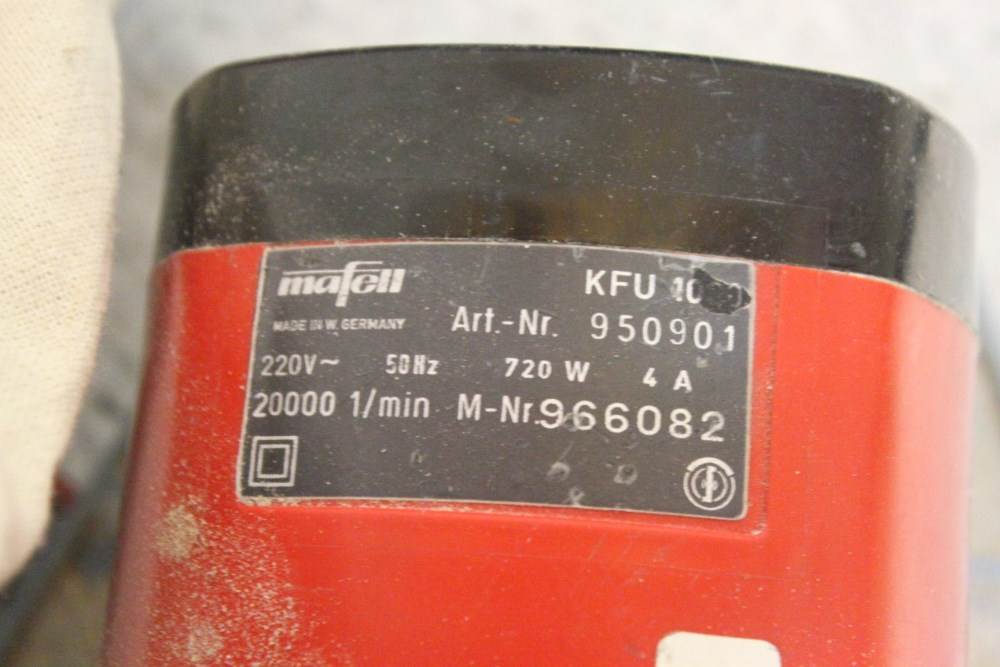 mafell KFU
MADE IN W. GERMANY Art.-Nr. 950901
220V~ 50Hz 720 W 4 A
20000 1/min M-Nr. 966082